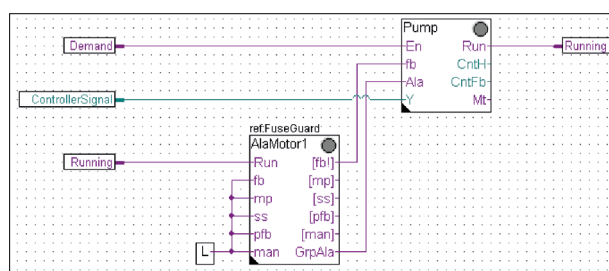 Pump
Demand
En
Run
Running
fb
CntH
Ala
CntFb
ControllerSignal
Y
Mt
ref:FuseGuard
AlaMotor1
Running
Run
[fb!]
fb
[mp]
mp
[ss]
ss
[pfb]
pfb
[man]
L
man
GrpAla